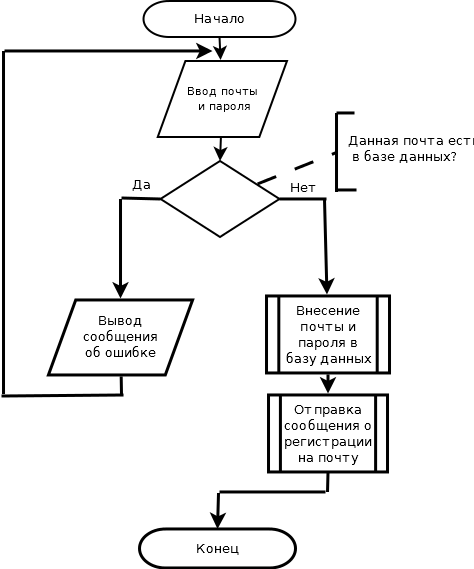 Начало
Ввод почты
и пароля
Данная почта ест
в базе данных?
Да
Нет
Вывод
сообщения
об ошибке
Внесение
почты и
пароля в
базу данных
Отправка
сообщения о
регистрации
на почту
Конец